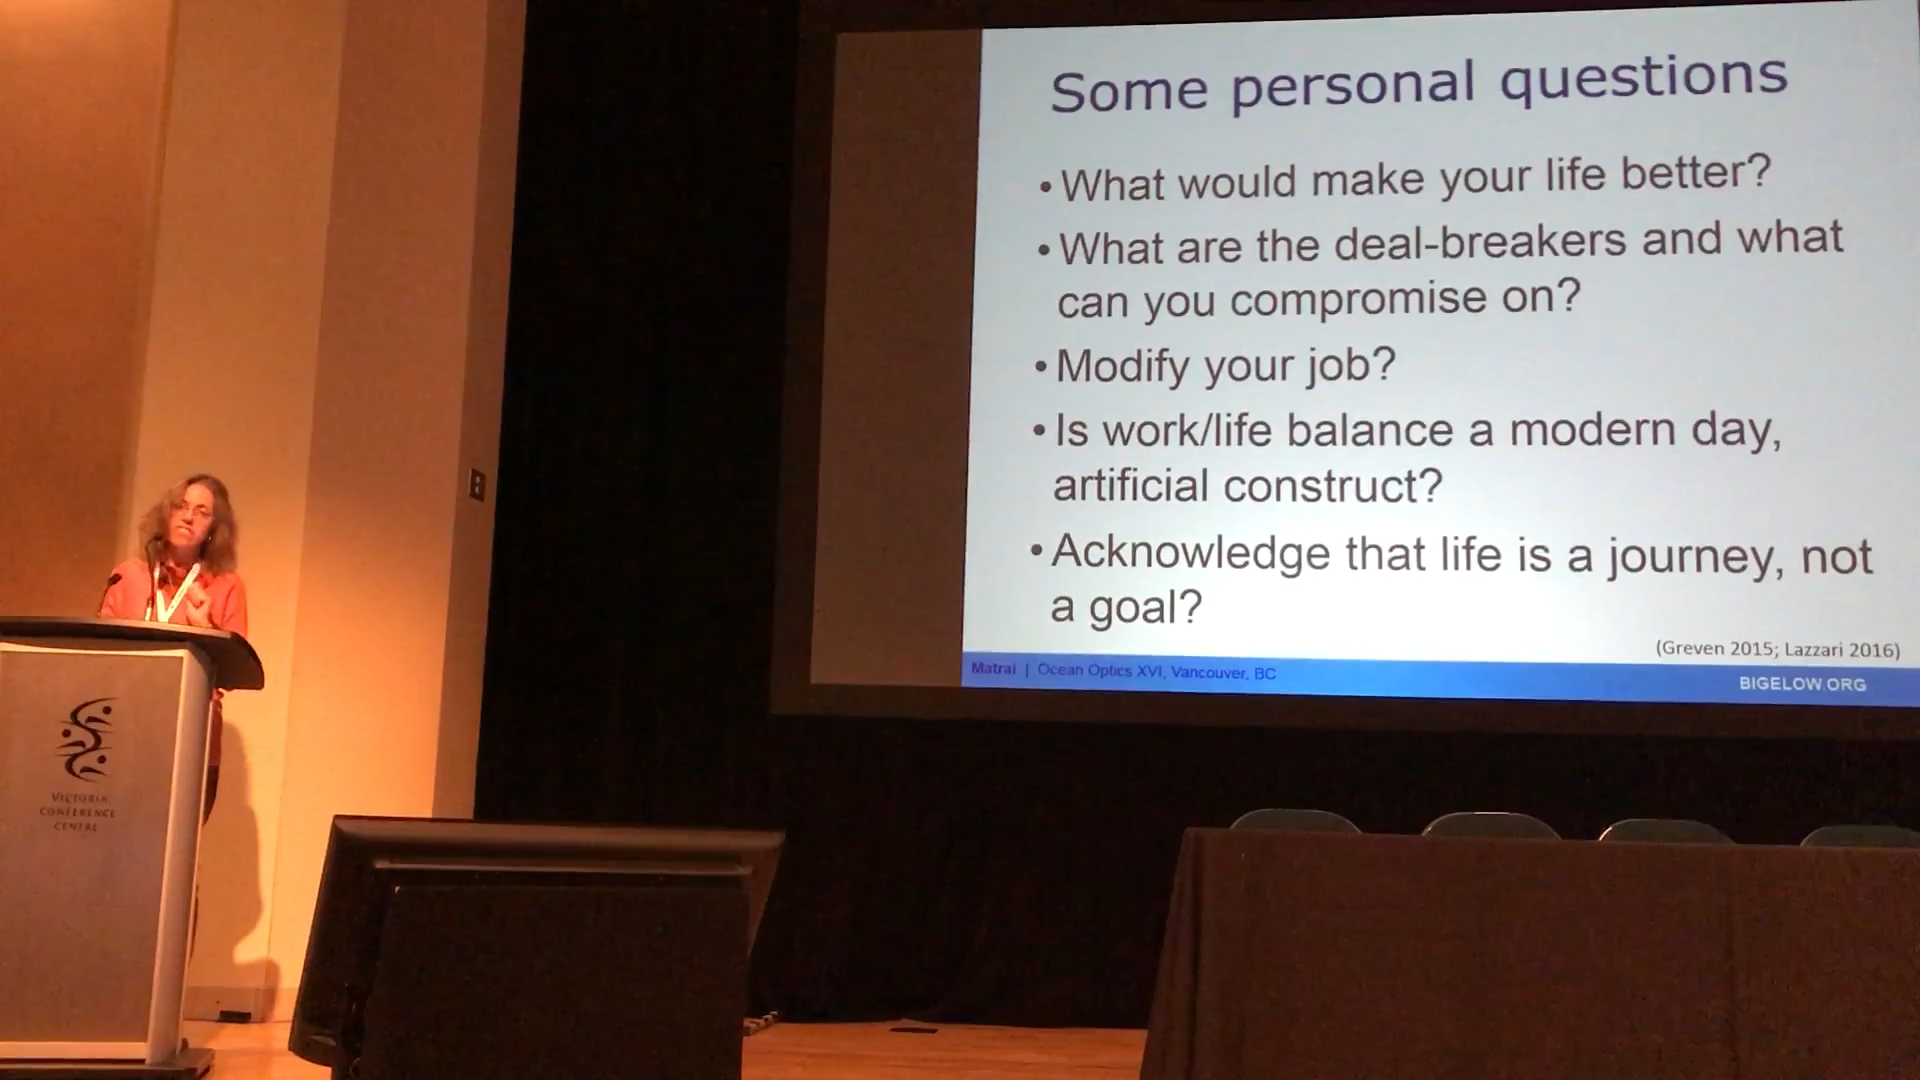 Some personal questions
• What would make your life better?
• What are the deal-breakers and what
can you compromise on?
• Modify your job?
• Is work/life balance a modern day,
artificial construct?
• Acknowledge that life is a journey, not
a goal?
(Greven 2015; Lazzari 2016)
Matrai | Ocean Optics XVI, Vancouver, BC
BIGELOW.ORG
VICTORIA
CONFERENCE
CENTRE